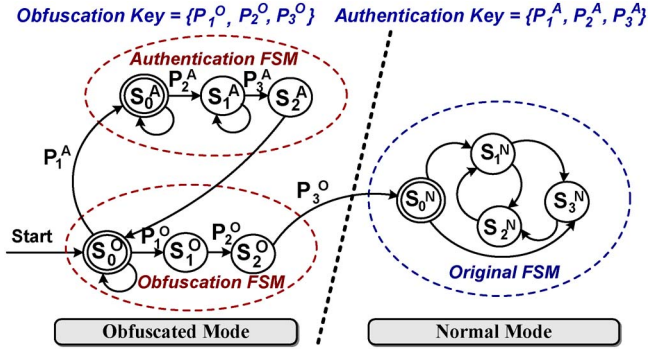 Obfuscation Key = {P₁ᴼ, P₂ᴼ, P₃ᴼ}
Authentication Key = {P₁ᴬ, P₂ᴬ, P₃ᴬ}
Authentication FSM
P₂ᴬ
P₃ᴬ
S₀ᴬ
S₁ᴬ
S₂ᴬ
P₁ᴬ
P₃ᴼ
Start
S₀ᴼ
P₁ᴼ
S₁ᴼ
P₂ᴼ
S₂ᴼ
Obfuscation FSM
S₀ᴺ
S₁ᴺ
S₂ᴺ
S₃ᴺ
Original FSM
Obfuscated Mode
Normal Mode